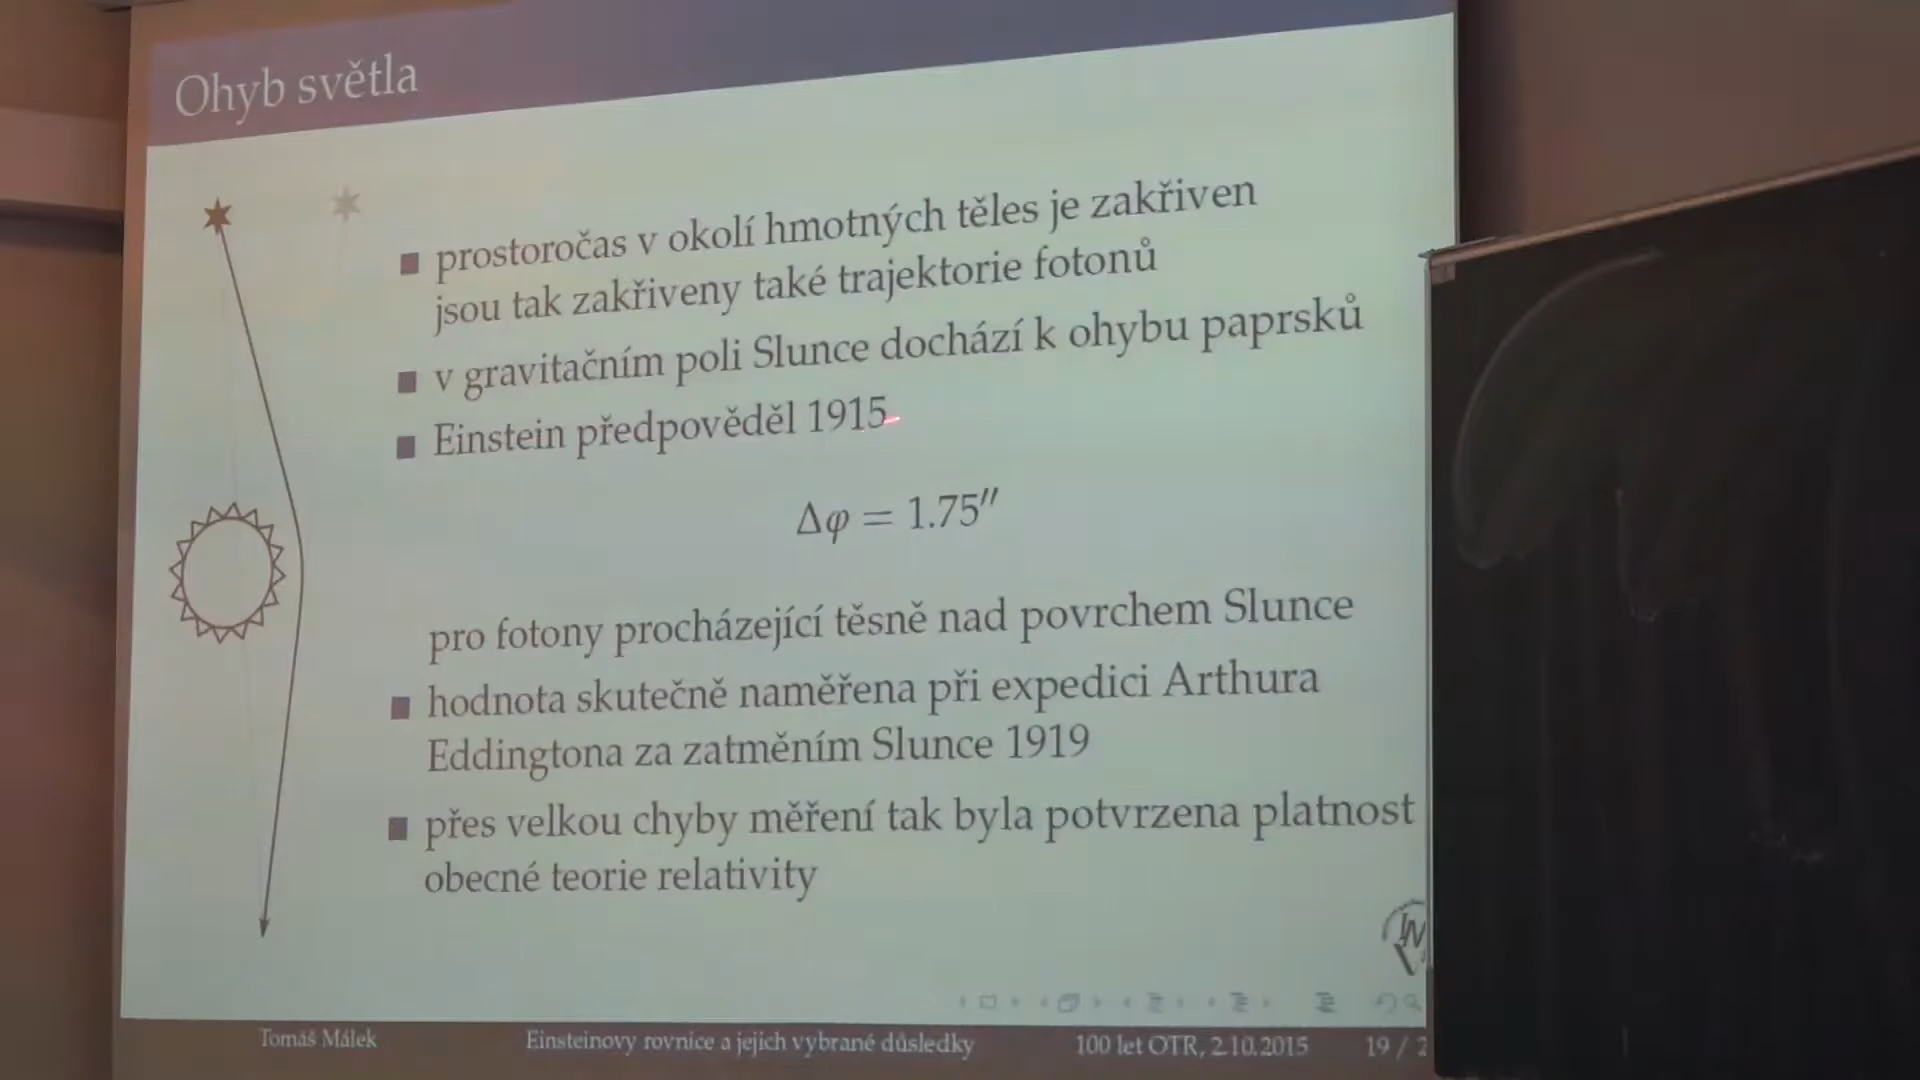 Ohyb světla
prostoročas v okolí hmotných těles je zakřiven
jsou tak zakřiveny také trajektorie fotonů
v gravitačním poli Slunce dochází k ohybu paprsků
Einstein předpověděl 1915
Δφ = 1.75″
pro fotony procházející těsně nad povrchem Slunce
hodnota skutečně naměřena při expedici Arthura
Eddingtona za zatměním Slunce 1919
přes velkou chyby měření tak byla potvrzena platnost
obecné teorie relativity
Tomáš Málek Einsteinovy rovnice a jejich vybrané důsledky 100 let OTR, 2.10.2015 19 / 2